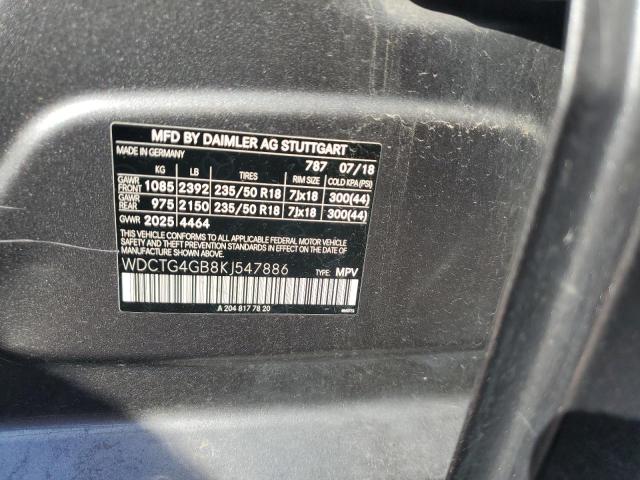 MFD BY DAIMLER AG STUTTGART
MADE IN GERMANY 787 07/18
KG LB TIRES RIM SIZE COLD KPA (PSI)
GAWR FRONT 1085 2392 235/50 R18 7Jx18 300(44)
GAWR REAR 975 2150 235/50 R18 7Jx18 300(44)
GVWR 2025 4464
THIS VEHICLE CONFORMS TO ALL APPLICABLE FEDERAL MOTOR VEHICLE
SAFETY STANDARDS IN EFFECT ON THE DATE OF MANUFACTURE SHOWN ABOVE.
WDCTG4GB8KJ547886 TYPE: MPV
A 204 817 78 20